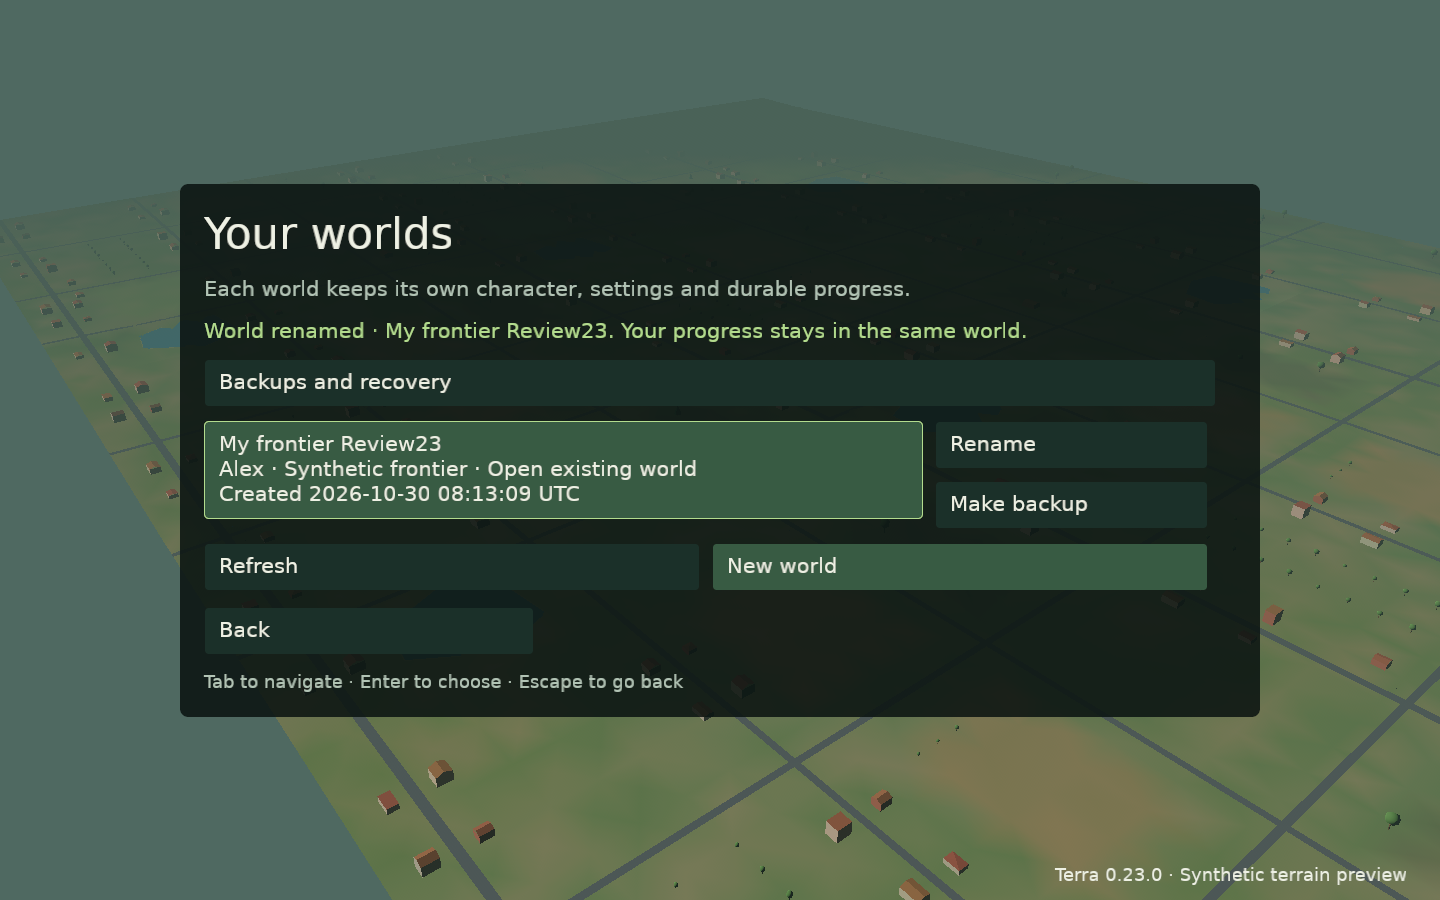 Your worlds
Each world keeps its own character, settings and durable progress.
World renamed · My frontier Review23. Your progress stays in the same world.
Backups and recovery
My frontier Review23
Alex · Synthetic frontier · Open existing world
Created 2026-10-30 08:13:09 UTC
Rename
Make backup
Refresh
New world
Back
Tab to navigate · Enter to choose · Escape to go back
Terra 0.23.0 · Synthetic terrain preview